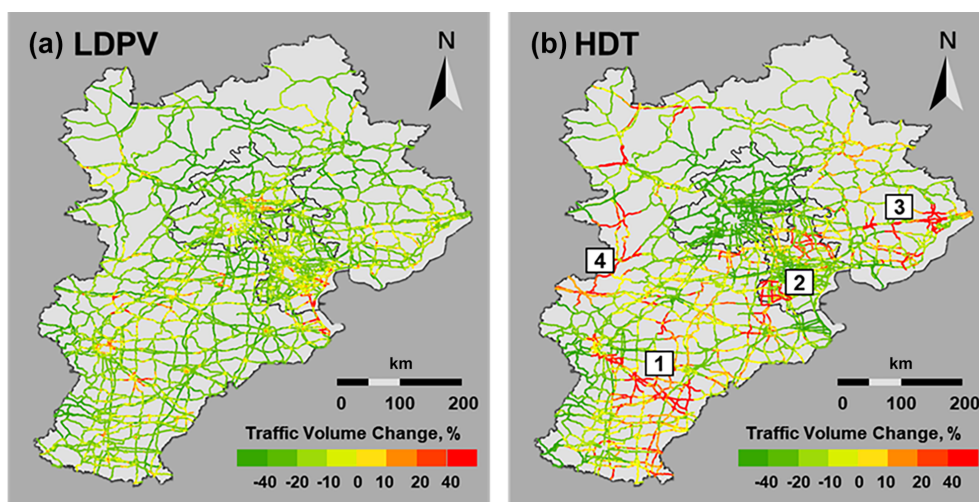 (a) LDPV
N
km
0 100 200
Traffic Volume Change, %
-40 -20 -10 0 10 20 40
(b) HDT
N
3
4
2
1
km
0 100 200
Traffic Volume Change, %
-40 -20 -10 0 10 20 40